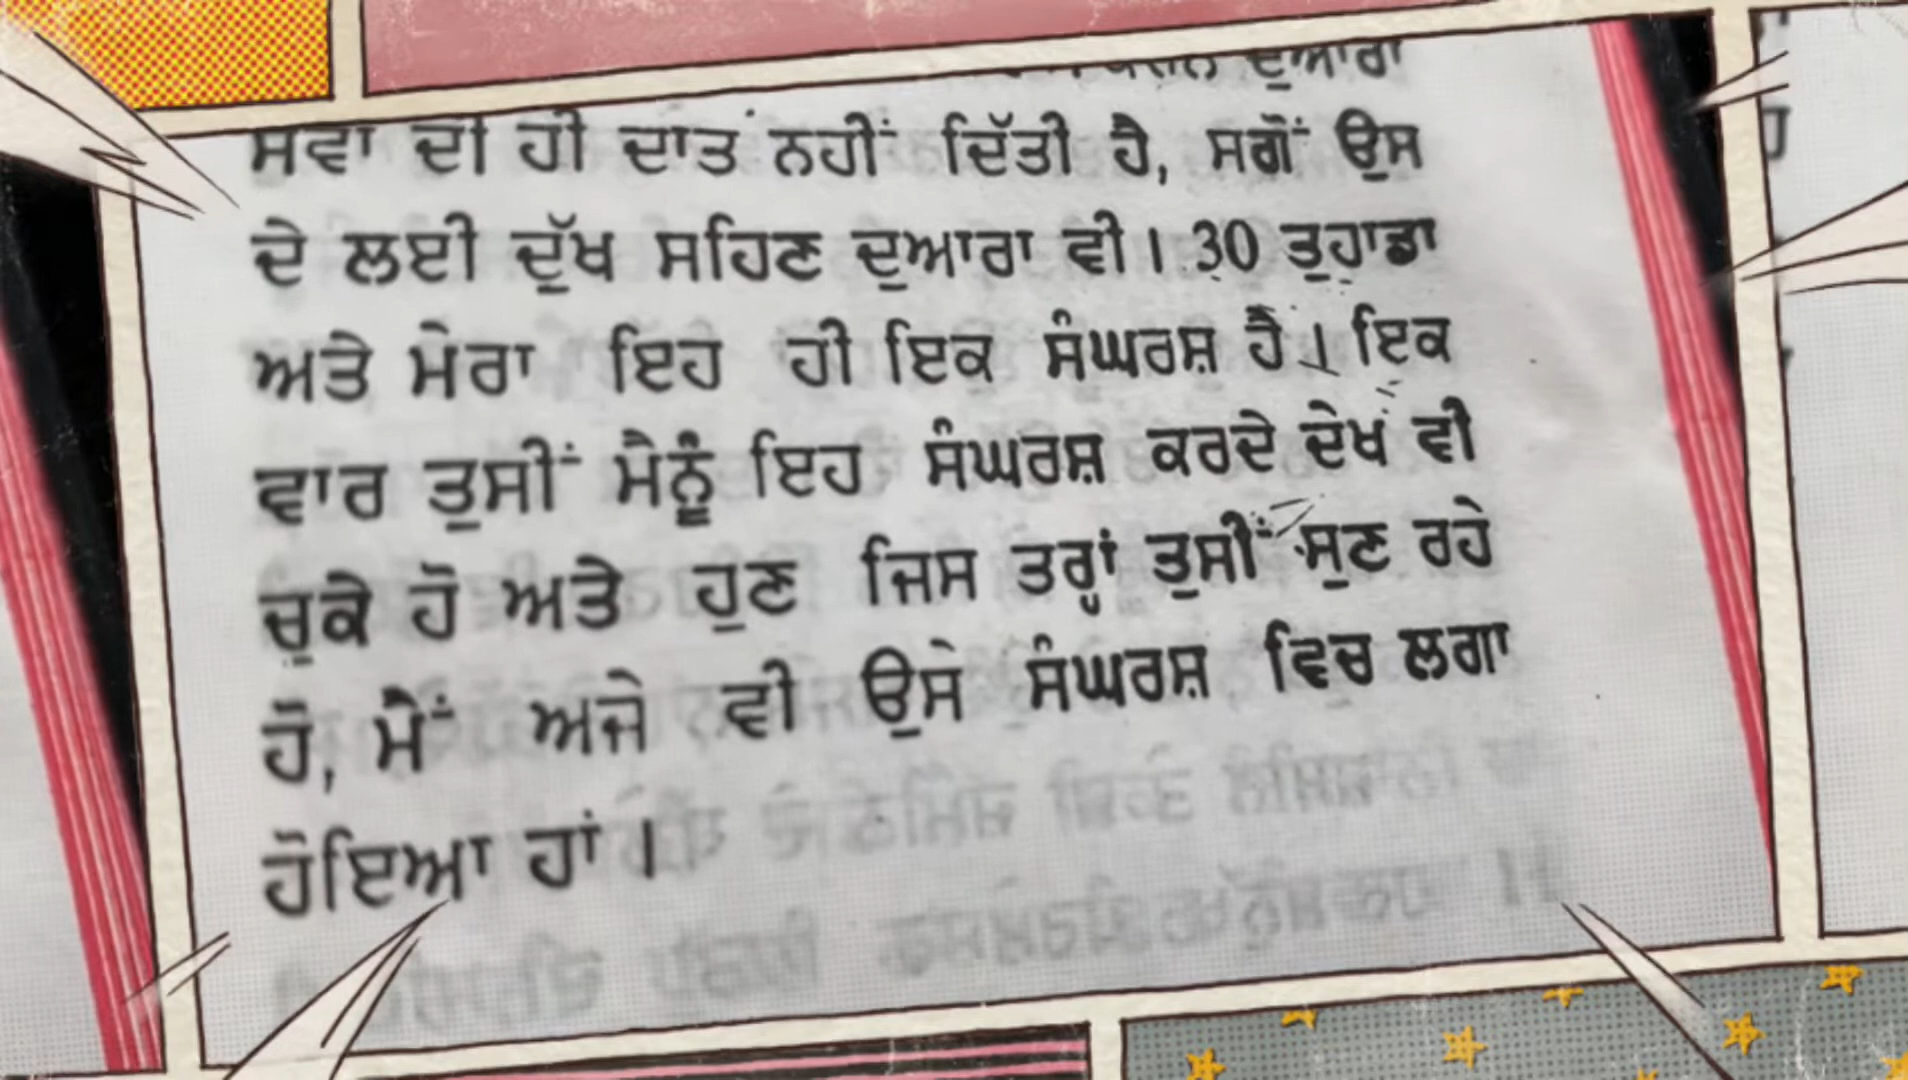 ਦੁਆਰਾ
ਸੇਵਾ ਦੀ ਹੀ ਦਾਤ ਨਹੀਂ ਦਿੱਤੀ ਹੈ, ਸਗੋਂ ਉਸ
ਦੇ ਲਈ ਦੁੱਖ ਸਹਿਣ ਦੁਆਰਾ ਵੀ । 30 ਤੁਹਾਡਾ
ਅਤੇ ਮੇਰਾ ਇਹ ਹੀ ਇਕ ਸੰਘਰਸ਼ ਹੈ । ਇਕ
ਵਾਰ ਤੁਸੀਂ ਮੈਨੂੰ ਇਹ ਸੰਘਰਸ਼ ਕਰਦੇ ਦੇਖ ਵੀ
ਚੁਕੇ ਹੋ ਅਤੇ ਹੁਣ ਜਿਸ ਤਰ੍ਹਾਂ ਤੁਸੀਂ ਸੁਣ ਰਹੇ
ਹੋ, ਮੈਂ ਅਜੇ ਵੀ ਉਸੇ ਸੰਘਰਸ਼ ਵਿਚ ਲਗਾ
ਹੋਇਆ ਹਾਂ ।